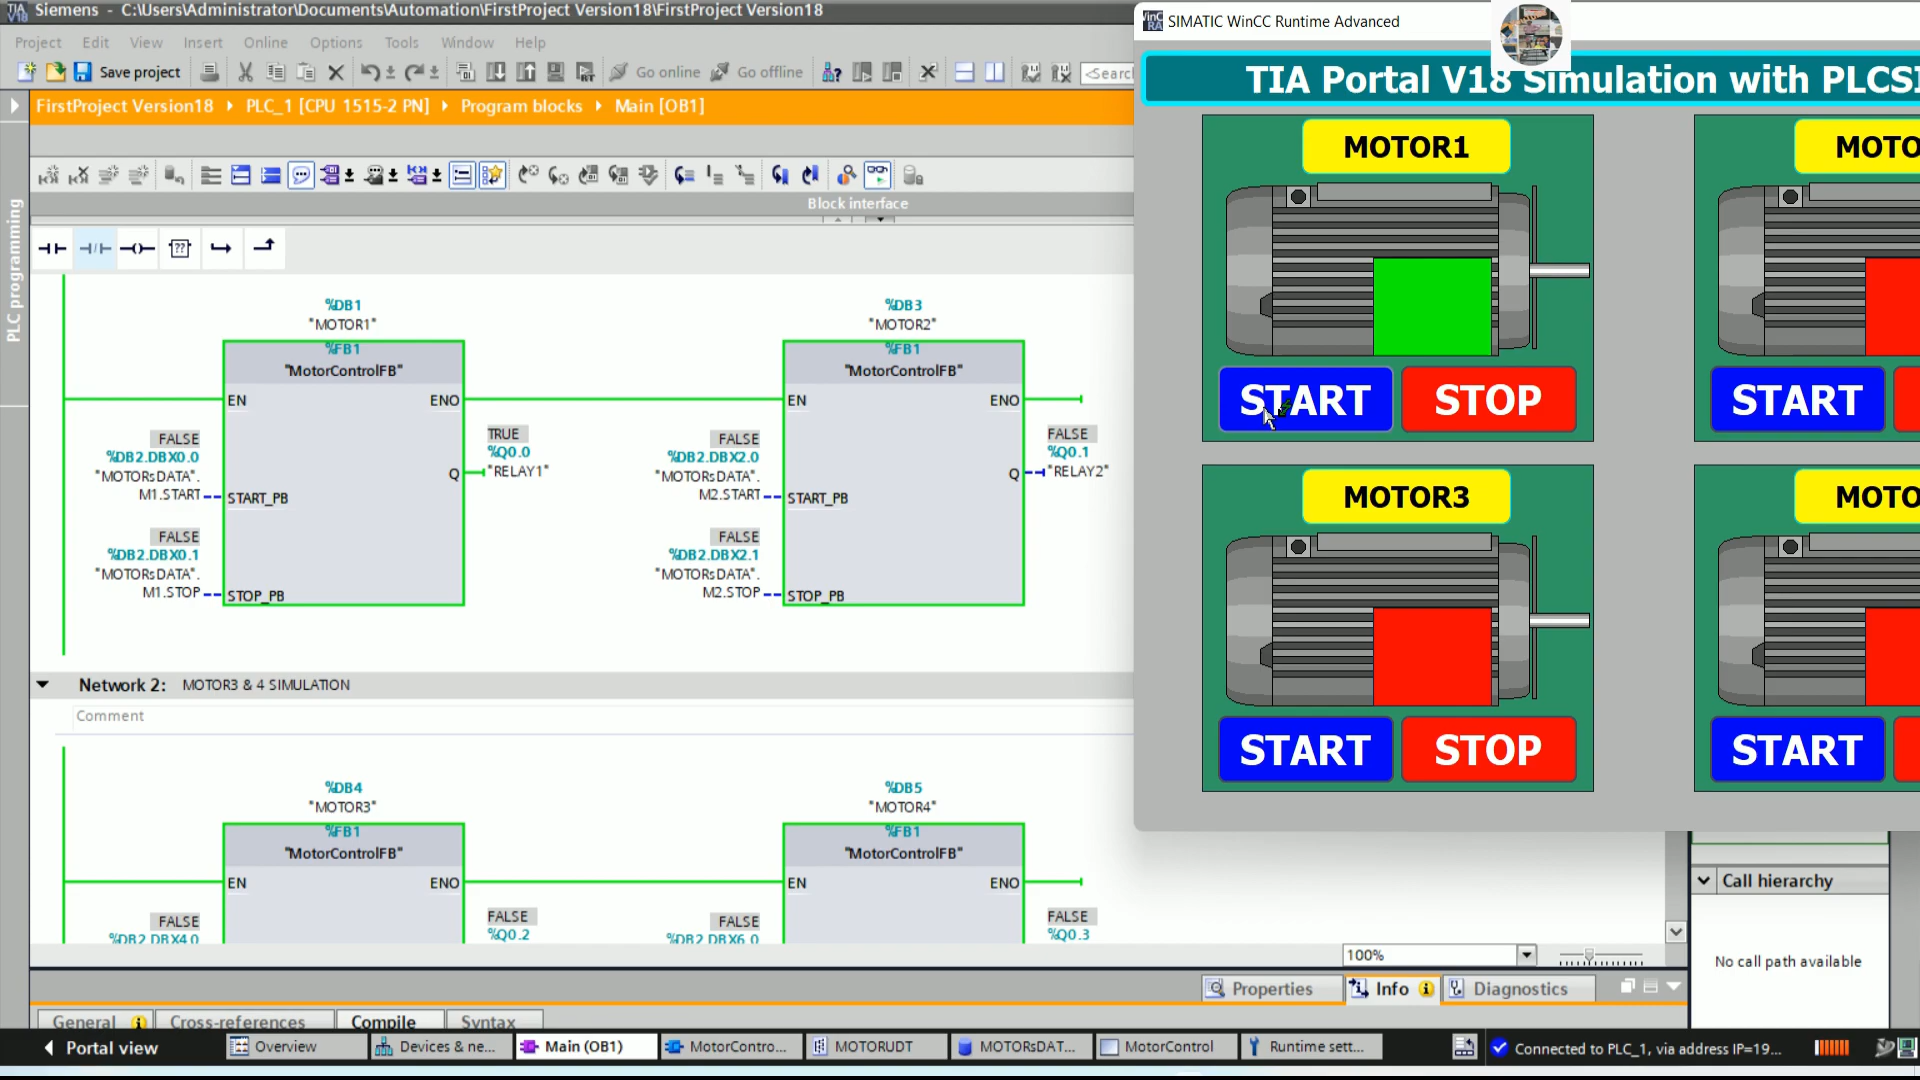 Siemens - C:\Users\Administrator\Documents\Automation\FirstProject Version18\FirstProject Version18
Project Edit View Insert Online Options Tools Window Help
Save project Go online Go offline <Searc
FirstProject Version18 PLC_1 [CPU 1515-2 PN] Program blocks Main [OB1]
Block interface
PLC programming
%DB1
"MOTOR1"
%FB1
"MotorControlFB"
EN ENO
FALSE
%DB2.DBX0.0
"MOTORsDATA".
M1.START
START_PB
FALSE
%DB2.DBX0.1
"MOTORsDATA".
M1.STOP
STOP_PB
TRUE
%Q0.0
"RELAY1"
Q
%DB3
"MOTOR2"
%FB1
"MotorControlFB"
EN ENO
FALSE
%DB2.DBX2.0
"MOTORsDATA".
M2.START
START_PB
FALSE
%DB2.DBX2.1
"MOTORsDATA".
M2.STOP
STOP_PB
FALSE
%Q0.1
"RELAY2"
Q
Network 2: MOTOR3 & 4 SIMULATION
Comment
%DB4
"MOTOR3"
%FB1
"MotorControlFB"
EN ENO
FALSE
%DB2.DBX4.0
FALSE
%Q0.2
%DB5
"MOTOR4"
%FB1
"MotorControlFB"
EN ENO
FALSE
%DB2.DBX6.0
FALSE
%Q0.3
SIMATIC WinCC Runtime Advanced
TIA Portal V18 Simulation with PLCSI
MOTOR1
START STOP
MOTO
START
MOTOR3
START STOP
MOTO
START
Call hierarchy
No call path available
100%
Properties Info Diagnostics
General Cross-references Compile Syntax
Portal view Overview Devices & ne... Main (OB1) MotorContro... MOTORUDT MOTORsDAT... MotorControl Runtime sett... Connected to PLC_1, via address IP=19...